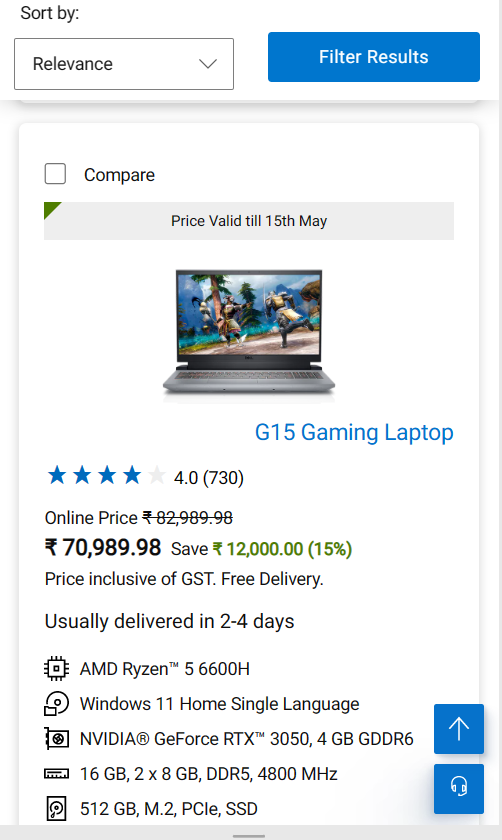 Sort by:
Relevance
Filter Results
Compare
Price Valid till 15th May
G15 Gaming Laptop
4.0 (730)
Online Price ₹ 82,989.98
₹ 70,989.98 Save ₹ 12,000.00 (15%)
Price inclusive of GST. Free Delivery.
Usually delivered in 2-4 days
AMD Ryzen™ 5 6600H
Windows 11 Home Single Language
NVIDIA® GeForce RTX™ 3050, 4 GB GDDR6
16 GB, 2 x 8 GB, DDR5, 4800 MHz
512 GB, M.2, PCIe, SSD